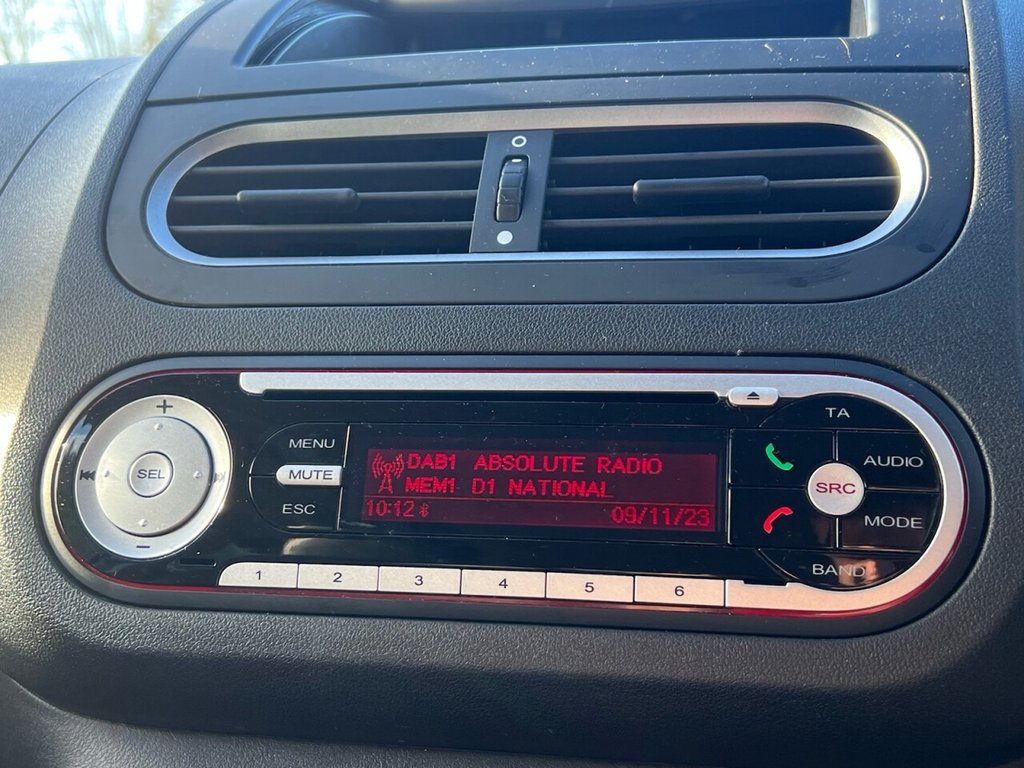 TA
MENU
AUDIO
DAB1 ABSOLUTE RADIO
SEL
MUTE
MEM1 D1 NATIONAL
SRC
ESC
10:12
09/11/23
MODE
BAND
1 2 3 4 5 6